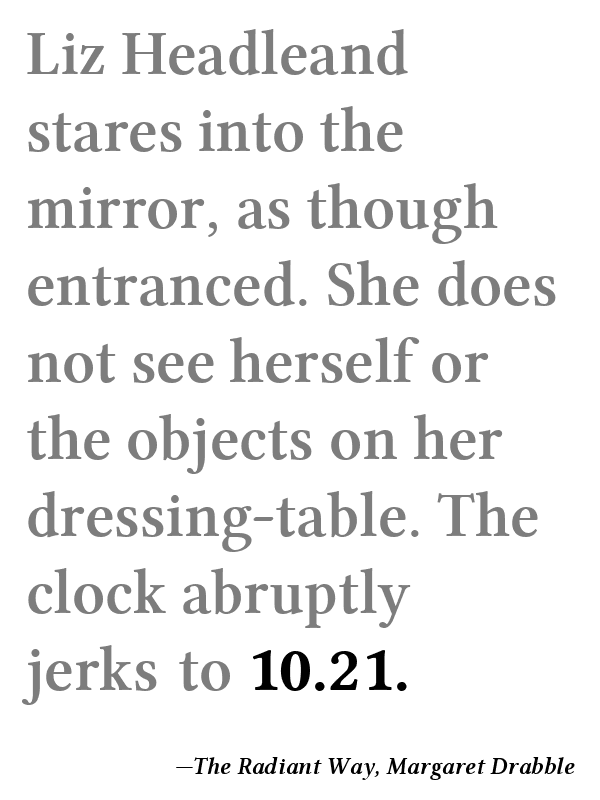 Liz Headleand
stares into the
mirror, as though
entranced. She does
not see herself or
the objects on her
dressing-table. The
clock abruptly
jerks to 10.21.
—The Radiant Way, Margaret Drabble